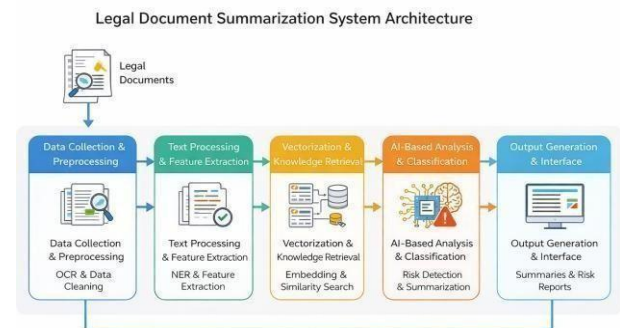 Legal Document Summarization System Architecture
Legal
Documents
Data Collection &
Preprocessing
Data Collection
& Preprocessing
OCR & Data
Cleaning
Text Processing
& Feature Extraction
Text Processing
& Feature Extraction
NER & Feature
Extraction
Vectorization &
Knowledge Retrieval
Vectorization &
Knowledge Retrieval
Embedding &
Similarity Search
AI-Based Analysis
& Classification
AI-Based Analysis
& Classification
Risk Detection
& Summarization
Output Generation
& Interface
Output Generation
& Interface
Summaries & Risk
Reports